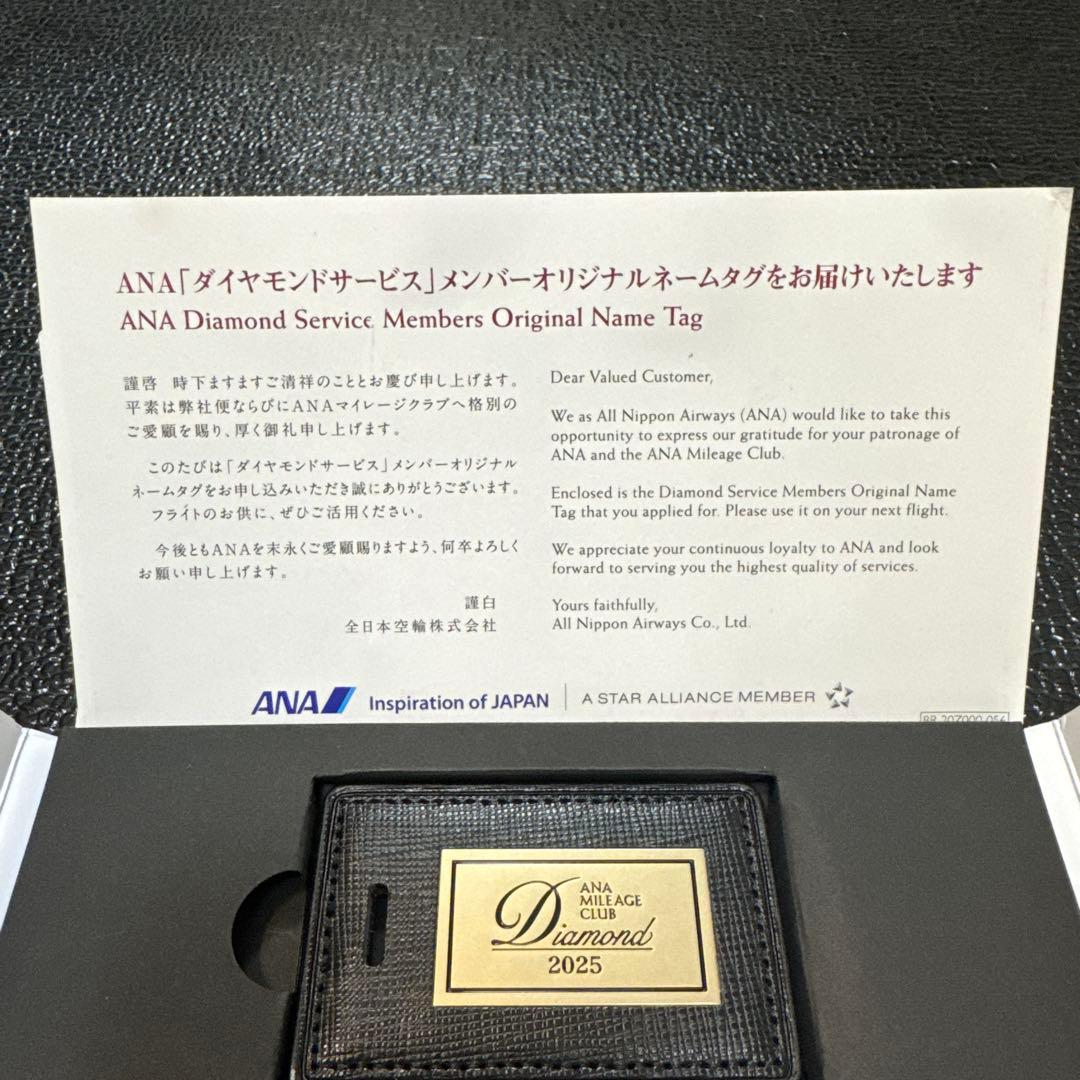 ANA「ダイヤモンドサービス」メンバーオリジナルネームタグをお届けいたします
ANA Diamond Service Members Original Name Tag
謹啓　時下ますますご清祥のこととお慶び申し上げます。
平素は弊社便ならびにANAマイレージクラブへ格別の
ご愛顧を賜り、厚く御礼申し上げます。
このたびは「ダイヤモンドサービス」メンバーオリジナル
ネームタグをお申し込みいただき誠にありがとうございます。
フライトのお供に、ぜひご活用ください。
今後ともANAを末永くご愛顧賜りますよう、何卒よろしく
お願い申し上げます。
謹白
全日本空輸株式会社
Dear Valued Customer,
We as All Nippon Airways (ANA) would like to take this
opportunity to express our gratitude for your patronage of
ANA and the ANA Mileage Club.
Enclosed is the Diamond Service Members Original Name
Tag that you applied for. Please use it on your next flight.
We appreciate your continuous loyalty to ANA and look
forward to serving you the highest quality of services.
Yours faithfully,
All Nippon Airways Co., Ltd.
ANA Inspiration of JAPAN
A STAR ALLIANCE MEMBER
ANA
MILEAGE
CLUB
Diamond
2025